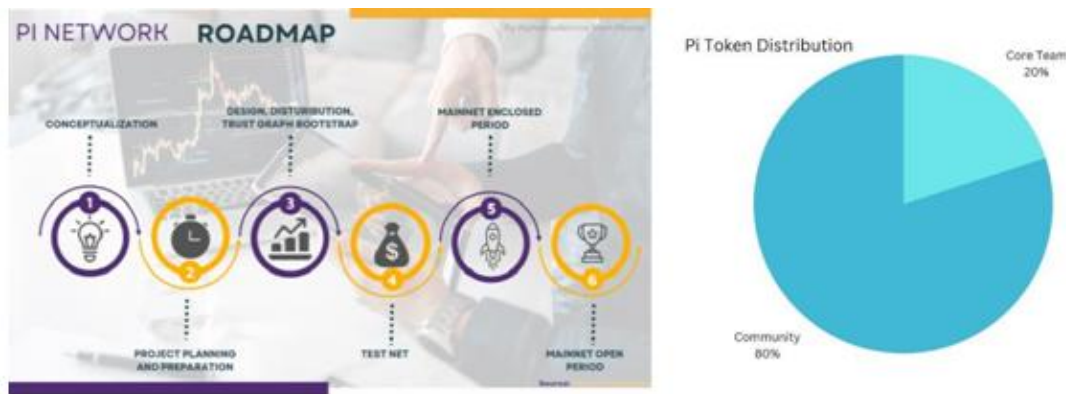 PI NETWORK ROADMAP
CONCEPTUALIZATION
DESIGN, DISTURIBUTION,
TRUST GRAPH BOOTSTRAP
MAINNET ENCLOSED
PERIOD
1
2
3
4
5
6
PROJECT PLANNING
AND PREPARATION
TEST NET
MAINNET OPEN
PERIOD
Source:
Pi Token Distribution
Core Team
20%
Community
80%